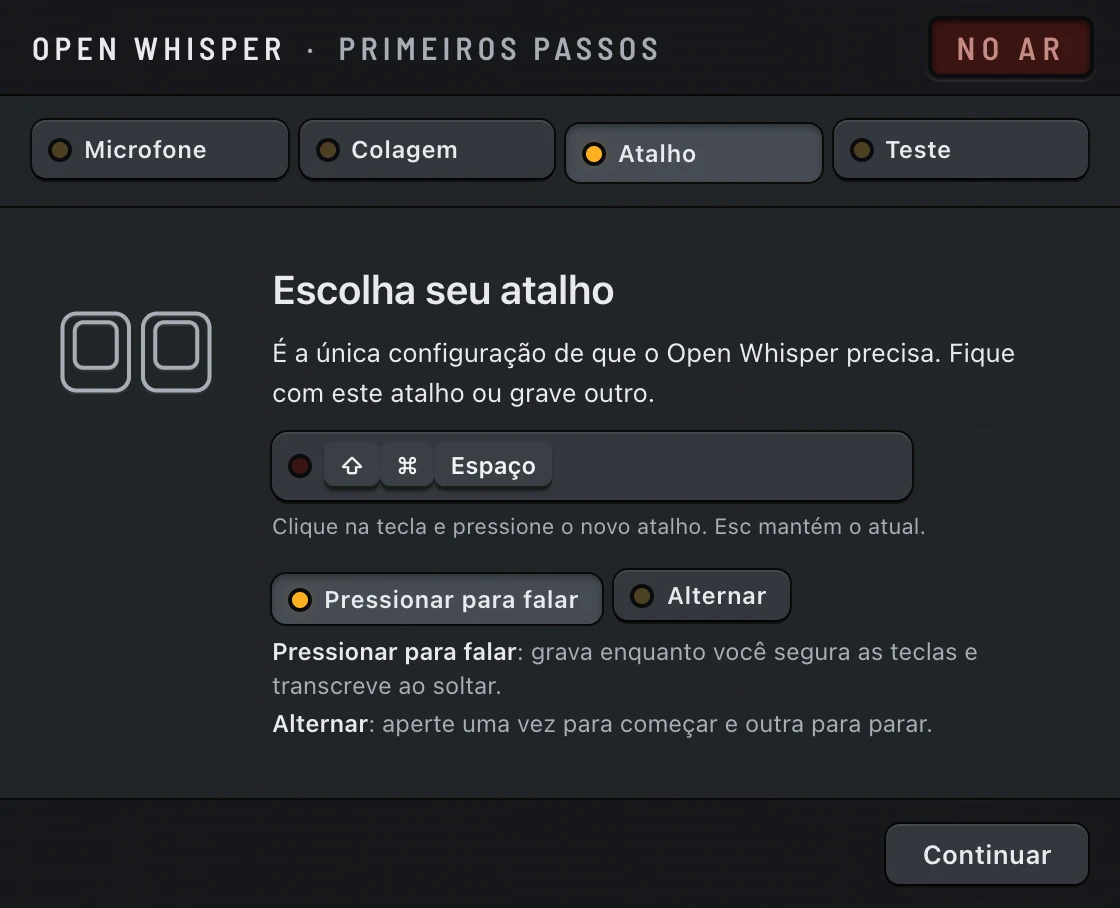 OPEN WHISPER · PRIMEIROS PASSOS
NO AR
Microfone
Colagem
Atalho
Teste
Escolha seu atalho
É a única configuração de que o Open Whisper precisa. Fique
com este atalho ou grave outro.
⇧ ⌘ Espaço
Clique na tecla e pressione o novo atalho. Esc mantém o atual.
Pressionar para falar
Alternar
Pressionar para falar: grava enquanto você segura as teclas e
transcreve ao soltar.
Alternar: aperte uma vez para começar e outra para parar.
Continuar